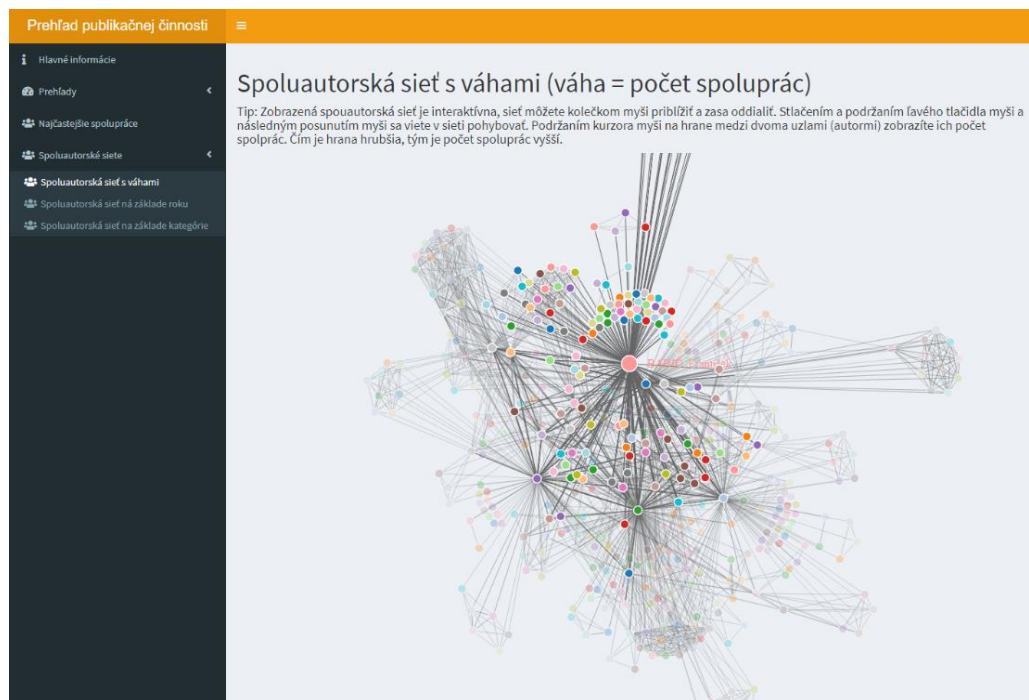 Prehľad publikačnej činnosti
Hlavné informácie
Prehľady
Najčastejšie spolupráce
Spoluautorské siete
Spoluautorská sieť s váhami
Spoluautorská sieť ná základe roku
Spoluautorská sieť na základe kategórie
Spoluautorská sieť s váhami (váha = počet spoluprác)
Tip: Zobrazená spouautorská sieť je interaktívna, sieť môžete kolečkom myši priblížiť a zasa oddialiť. Stlačením a podržaním ľavého tlačidla myši a
následným posunutím myši sa viete v sieti pohybovať. Podržaním kurzora myši na hrane medzi dvoma uzlami (autormi) zobrazíte ich počet
spolprác. Čím je hrana hrubšia, tým je počet spoluprác vyšší.